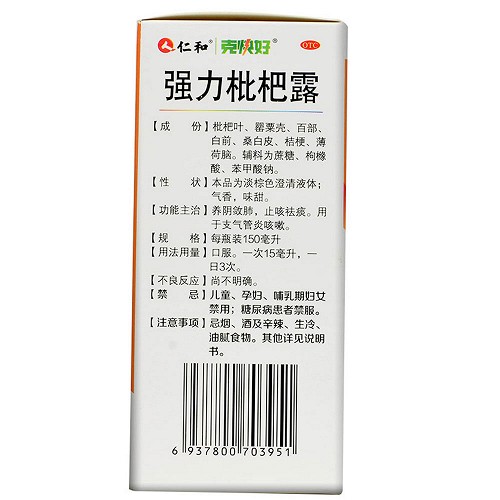 仁和® 克快好® OTC
强力枇杷露
【成 份】枇杷叶、罂粟壳、百部、
白前、桑白皮、桔梗、薄
荷脑。辅料为蔗糖、枸橼
酸、苯甲酸钠。
【性 状】本品为淡棕色澄清液体；
气香，味甜。
【功能主治】养阴敛肺，止咳祛痰。用
于支气管炎咳嗽。
【规 格】每瓶装150毫升
【用法用量】口服。一次15毫升，一
日3次。
【不良反应】尚不明确。
【禁 忌】儿童、孕妇、哺乳期妇女
禁用；糖尿病患者禁服。
【注意事项】忌烟、酒及辛辣、生冷、
油腻食物。其他详见说明
书。
6 937800 703951